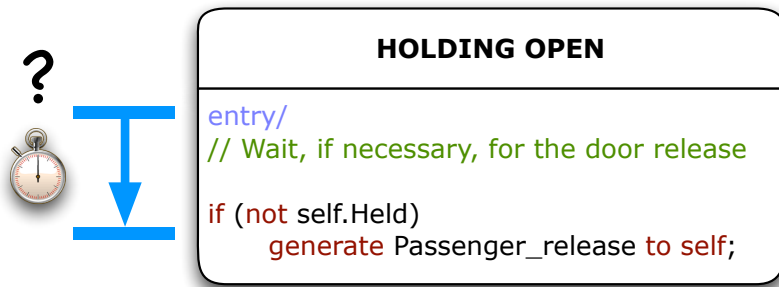 ?
HOLDING OPEN
entry/
// Wait, if necessary, for the door release
if (not self.Held)
generate Passenger_release to self;